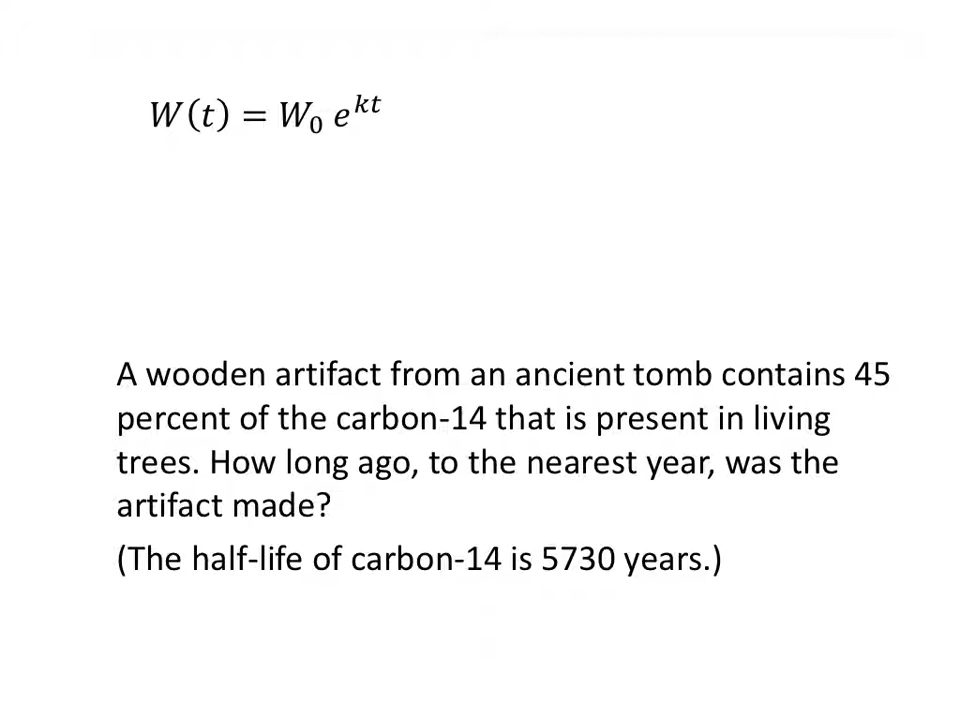 W(t) = W₀ e^{kt}
A wooden artifact from an ancient tomb contains 45
percent of the carbon-14 that is present in living
trees. How long ago, to the nearest year, was the
artifact made?
(The half-life of carbon-14 is 5730 years.)